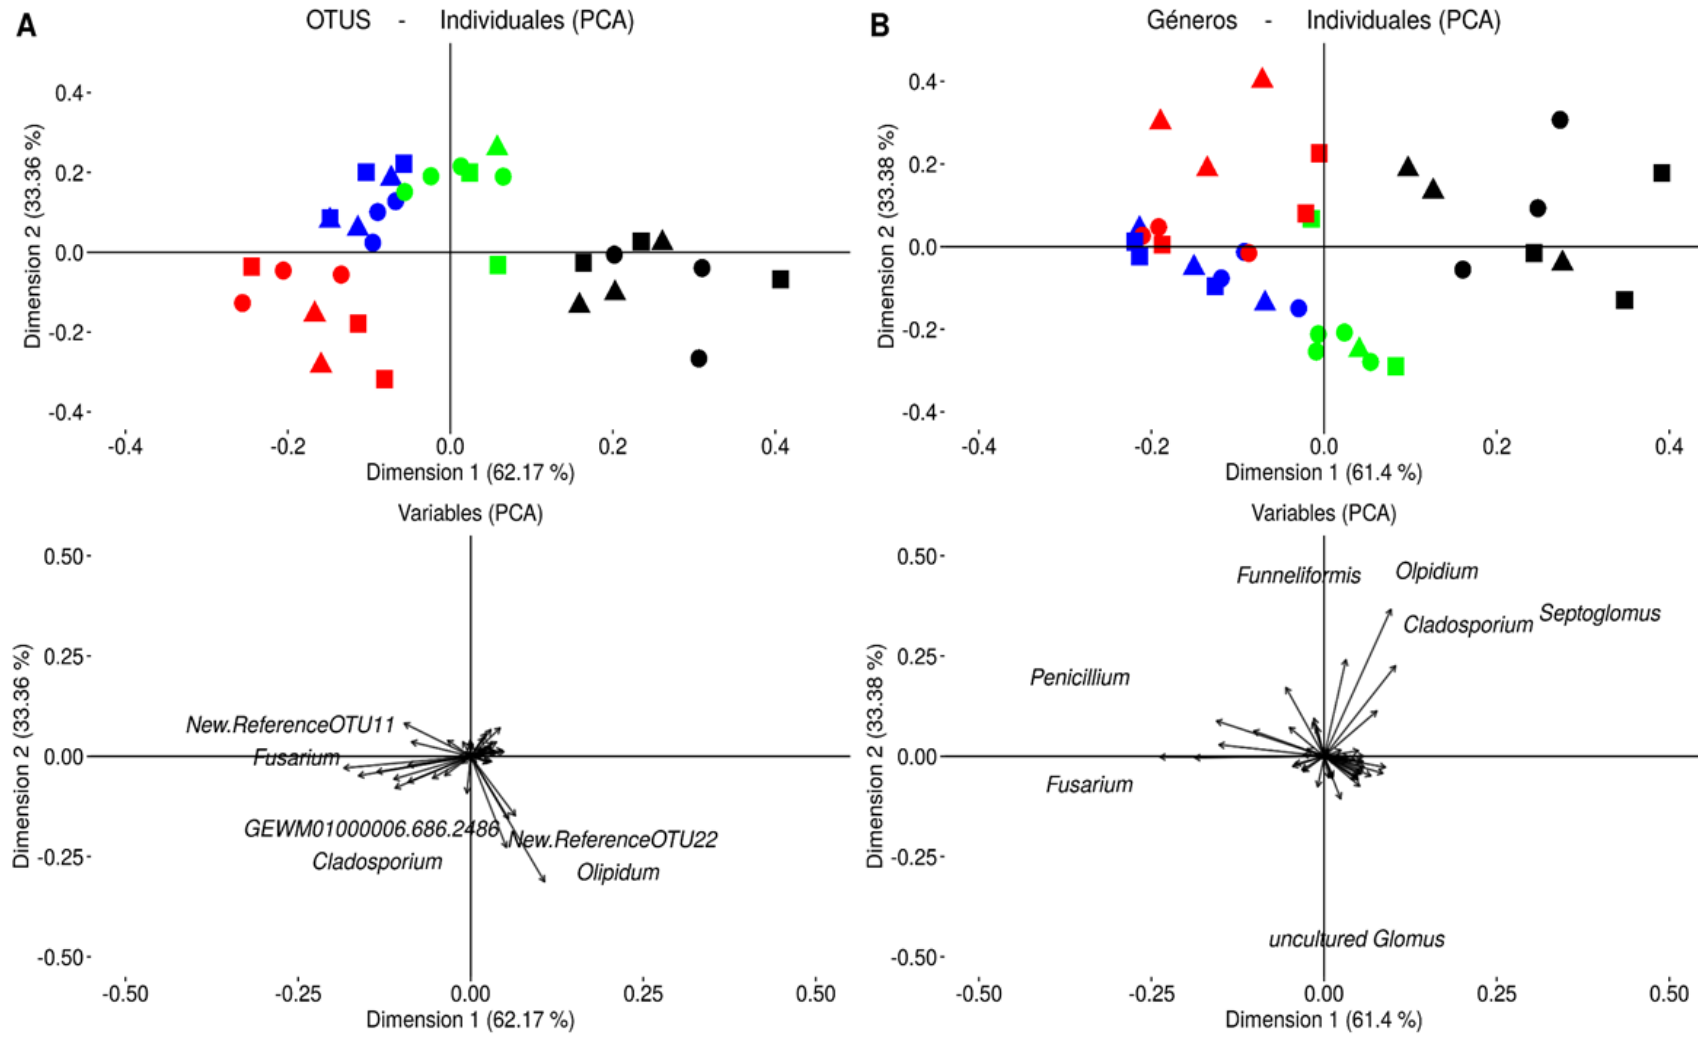 A
OTUS - Individuales (PCA)
Dimension 2 (33.36 %)
0.4
0.2
0.0
-0.2
-0.4
-0.4 -0.2 0.0 0.2 0.4
Dimension 1 (62.17 %)
B
Géneros - Individuales (PCA)
Dimension 2 (33.38 %)
0.4
0.2
0.0
-0.2
-0.4
-0.4 -0.2 0.0 0.2 0.4
Dimension 1 (61.4 %)
Variables (PCA)
Dimension 2 (33.36 %)
0.50
0.25
0.00
-0.25
-0.50
New.ReferenceOTU11
Fusarium
GEWM01000006.686.2486
New.ReferenceOTU22
Cladosporium
Olipidum
-0.50 -0.25 0.00 0.25 0.50
Dimension 1 (62.17 %)
Variables (PCA)
Dimension 2 (33.38 %)
0.50
0.25
0.00
-0.25
-0.50
Funneliformis
Olpidium
Cladosporium
Septoglomus
Penicillium
Fusarium
uncultured Glomus
-0.50 -0.25 0.00 0.25 0.50
Dimension 1 (61.4 %)